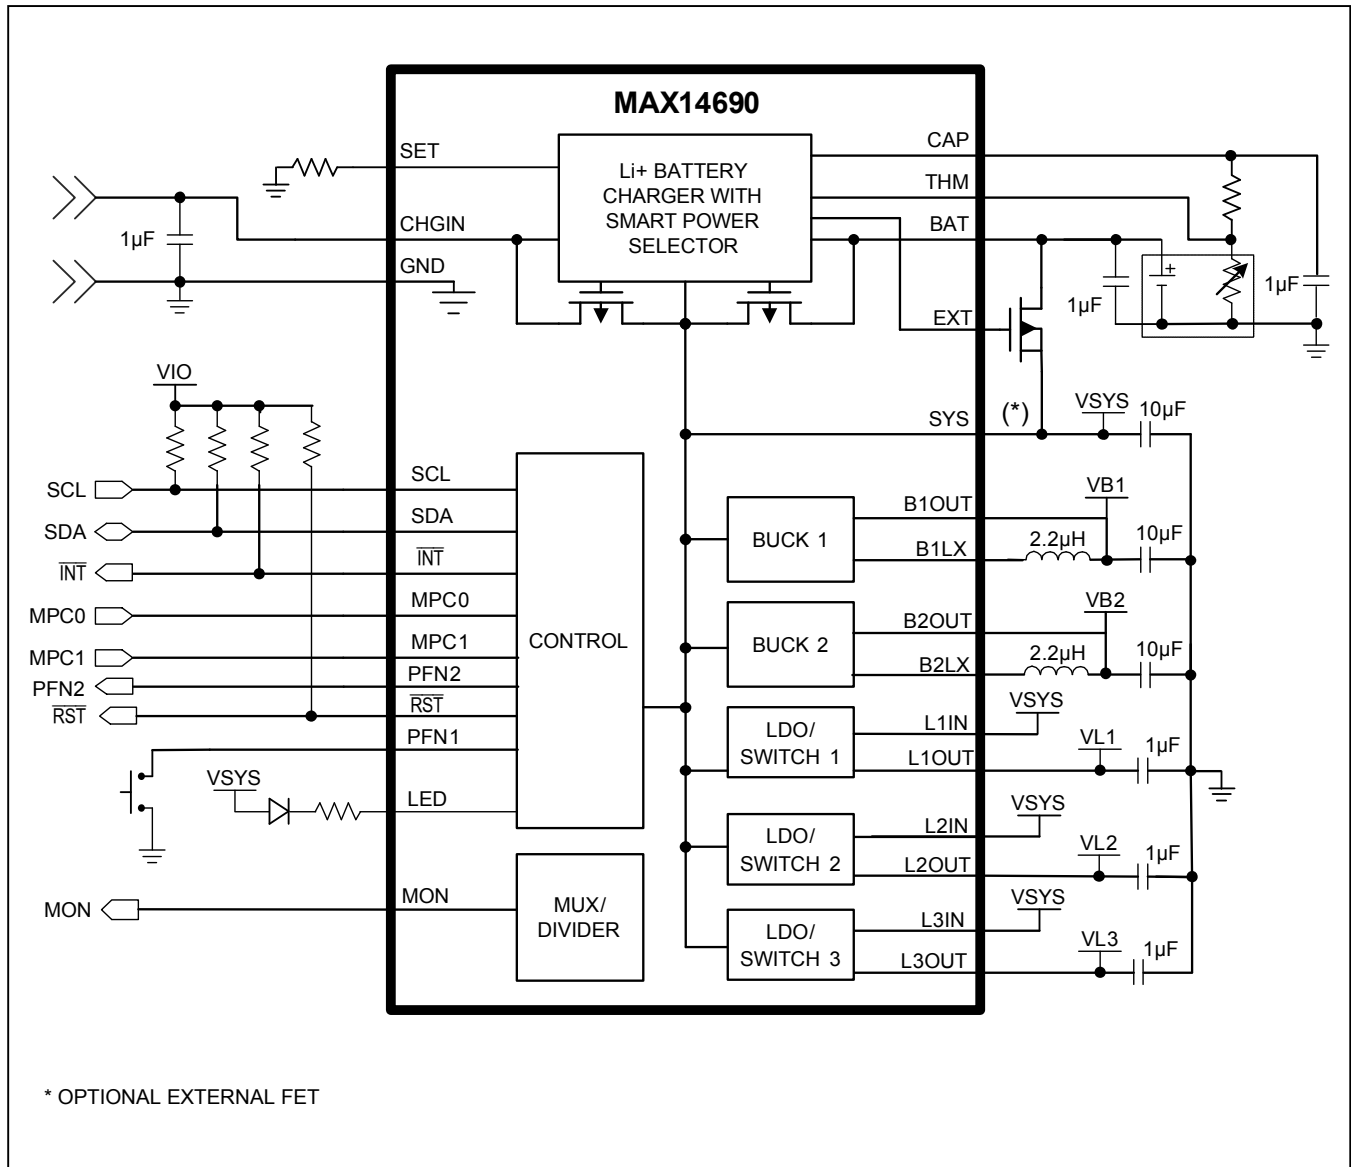 MAX14690
SET
CHGIN
GND
1µF
Li+ BATTERY
CHARGER WITH
SMART POWER
SELECTOR
CAP
THM
BAT
EXT
1µF
+
1µF
SYS
(*)
VSYS
10µF
VIO
SCL
SCL
SDA
SDA
I̅N̅T̅
I̅N̅T̅
MPC0
MPC0
MPC1
MPC1
PFN2
PFN2
R̅S̅T̅
R̅S̅T̅
PFN1
VSYS
LED
CONTROL
MON
MON
MUX/
DIVIDER
BUCK 1
B1OUT
B1LX
VB1
2.2µH
10µF
BUCK 2
B2OUT
B2LX
VB2
2.2µH
10µF
LDO/
SWITCH 1
L1IN
L1OUT
VSYS
VL1
1µF
LDO/
SWITCH 2
L2IN
L2OUT
VSYS
VL2
1µF
LDO/
SWITCH 3
L3IN
L3OUT
VSYS
VL3
1µF
* OPTIONAL EXTERNAL FET